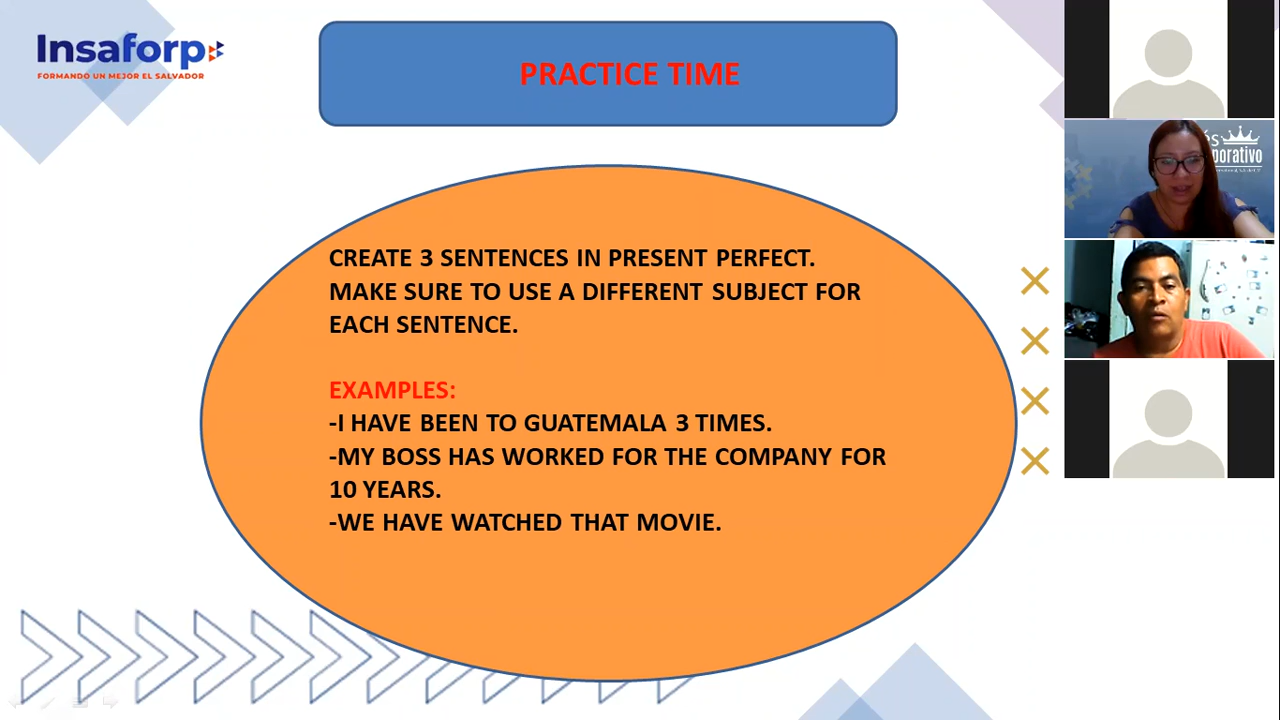 Insaforp
FORMANDO UN MEJOR EL SALVADOR
PRACTICE TIME
CREATE 3 SENTENCES IN PRESENT PERFECT.
MAKE SURE TO USE A DIFFERENT SUBJECT FOR
EACH SENTENCE.
EXAMPLES:
-I HAVE BEEN TO GUATEMALA 3 TIMES.
-MY BOSS HAS WORKED FOR THE COMPANY FOR
10 YEARS.
-WE HAVE WATCHED THAT MOVIE.
és
porativo